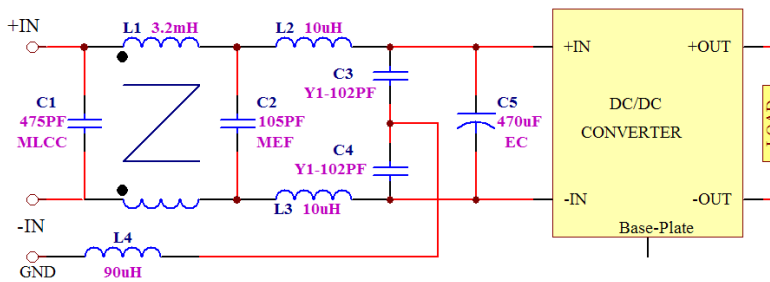 +IN
L1
3.2mH
L2
10uH
+IN
+OUT
C3
Y1-102PF
C1
475PF
MLCC
C2
105PF
MEF
C5
470uF
EC
DC/DC
CONVERTER
LOAD
C4
Y1-102PF
-IN
L3
10uH
-IN
-OUT
Base-Plate
L4
90uH
GND